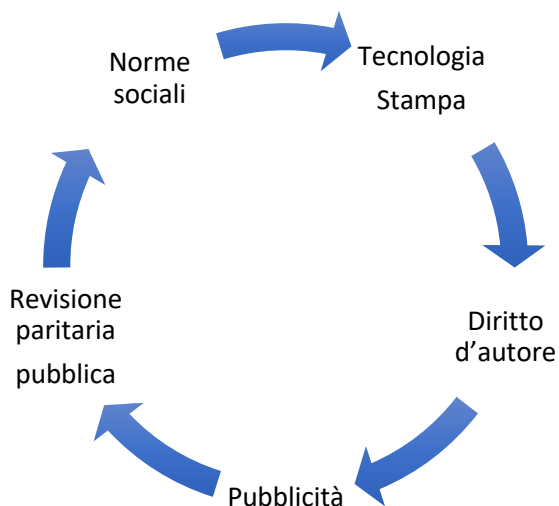 Norme
sociali
Tecnologia
Stampa
Diritto
d’autore
Pubblicità
Revisione
paritaria
pubblica